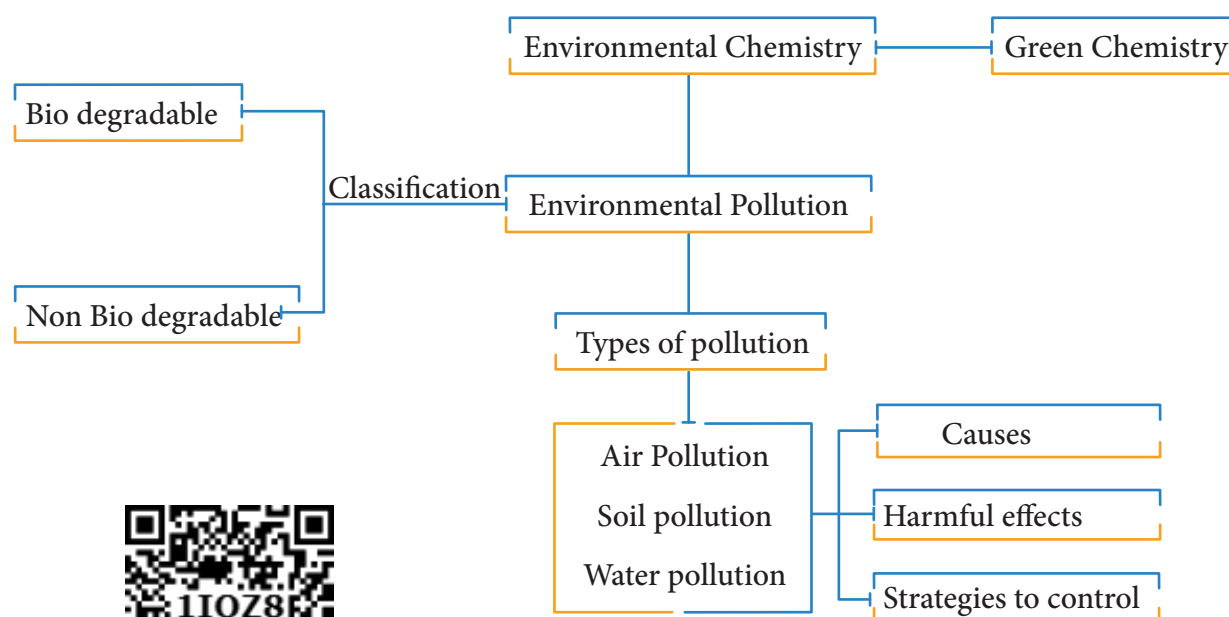 Environmental Chemistry
Green Chemistry
Bio degradable
Classification
Environmental Pollution
Non Bio degradable
Types of pollution
Air Pollution
Soil pollution
Water pollution
Causes
Harmful effects
Strategies to control
1IOZ8